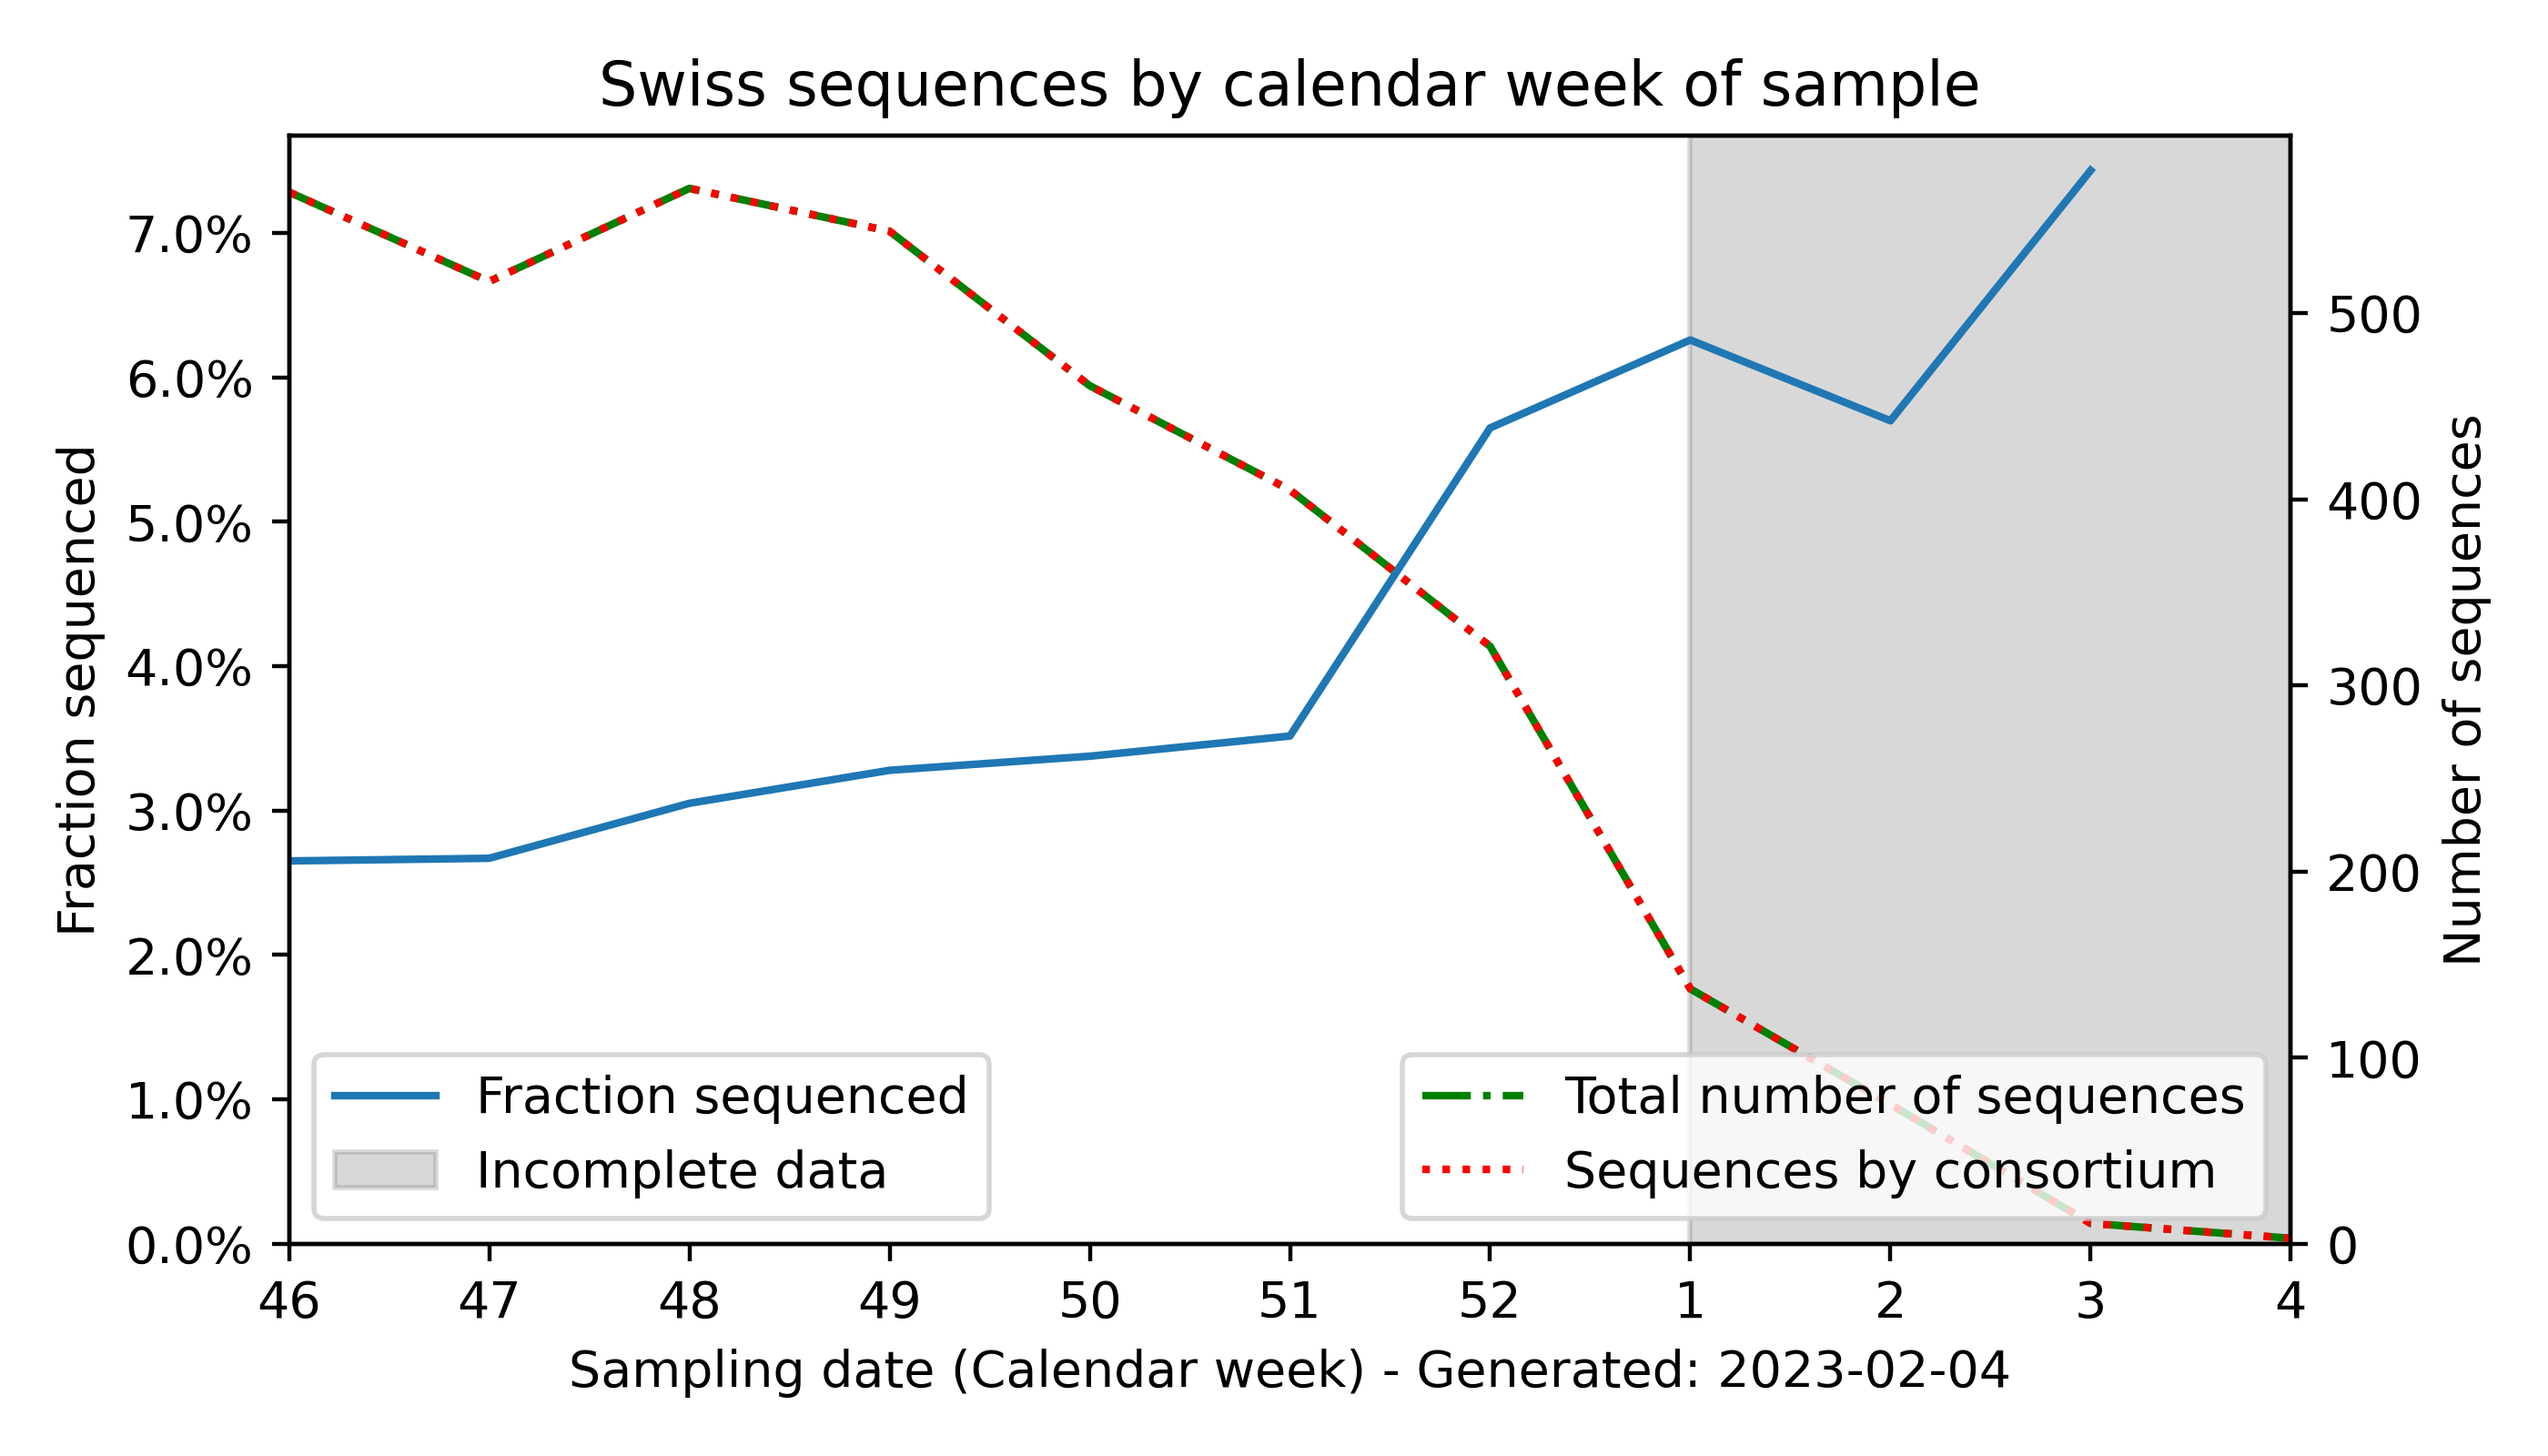 Swiss sequences by calendar week of sample
Fraction sequenced
7.0%
6.0%
5.0%
4.0%
3.0%
2.0%
1.0%
0.0%
Number of sequences
500
400
300
200
100
0
Fraction sequenced
Incomplete data
Total number of sequences
Sequences by consortium
46 47 48 49 50 51 52 1 2 3 4
Sampling date (Calendar week) - Generated: 2023-02-04